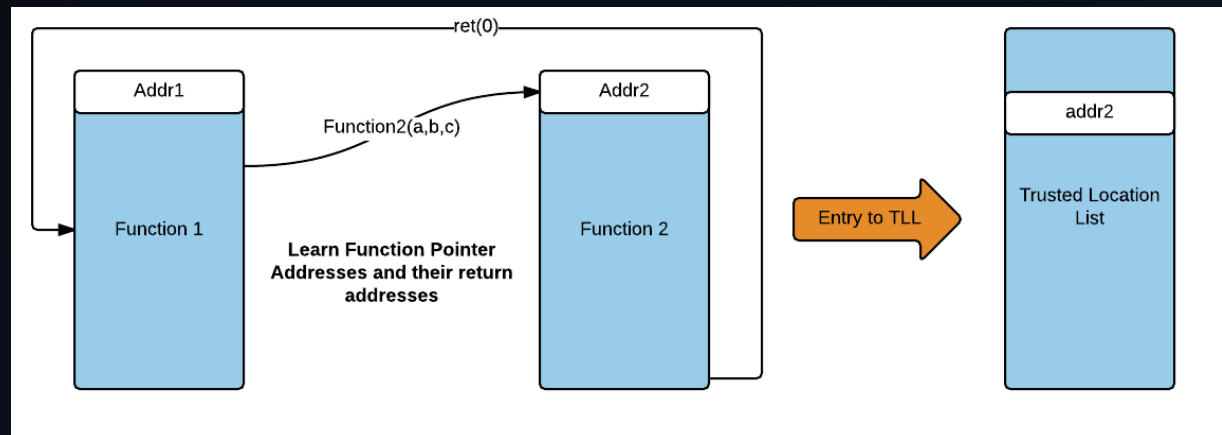 ret(0)
Addr1
Addr2
addr2
Function2(a,b,c)
Function 1
Learn Function Pointer
Addresses and their return
addresses
Function 2
Entry to TLL
Trusted Location
List